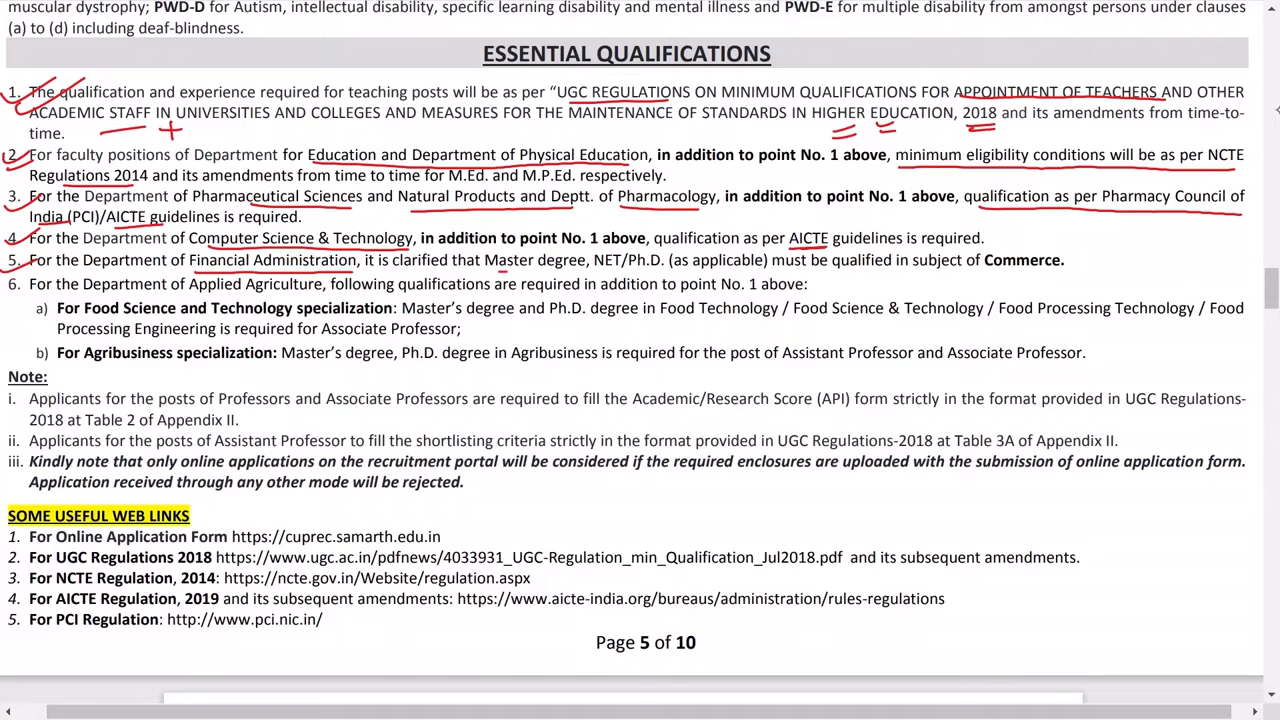 muscular dystrophy; PWD-D for Autism, intellectual disability, specific learning disability and mental illness and PWD-E for multiple disability from amongst persons under clauses
(a) to (d) including deaf-blindness.
ESSENTIAL QUALIFICATIONS
1. The qualification and experience required for teaching posts will be as per “UGC REGULATIONS ON MINIMUM QUALIFICATIONS FOR APPOINTMENT OF TEACHERS AND OTHER
ACADEMIC STAFF IN UNIVERSITIES AND COLLEGES AND MEASURES FOR THE MAINTENANCE OF STANDARDS IN HIGHER EDUCATION, 2018 and its amendments from time-to-
time.
2. For faculty positions of Department for Education and Department of Physical Education, in addition to point No. 1 above, minimum eligibility conditions will be as per NCTE
Regulations 2014 and its amendments from time to time for M.Ed. and M.P.Ed. respectively.
3. For the Department of Pharmaceutical Sciences and Natural Products and Deptt. of Pharmacology, in addition to point No. 1 above, qualification as per Pharmacy Council of
India (PCI)/AICTE guidelines is required.
4. For the Department of Computer Science & Technology, in addition to point No. 1 above, qualification as per AICTE guidelines is required.
5. For the Department of Financial Administration, it is clarified that Master degree, NET/Ph.D. (as applicable) must be qualified in subject of Commerce.
6. For the Department of Applied Agriculture, following qualifications are required in addition to point No. 1 above:
a) For Food Science and Technology specialization: Master’s degree and Ph.D. degree in Food Technology / Food Science & Technology / Food Processing Technology / Food
Processing Engineering is required for Associate Professor;
b) For Agribusiness specialization: Master’s degree, Ph.D. degree in Agribusiness is required for the post of Assistant Professor and Associate Professor.
Note:
i. Applicants for the posts of Professors and Associate Professors are required to fill the Academic/Research Score (API) form strictly in the format provided in UGC Regulations-
2018 at Table 2 of Appendix II.
ii. Applicants for the posts of Assistant Professor to fill the shortlisting criteria strictly in the format provided in UGC Regulations-2018 at Table 3A of Appendix II.
iii. Kindly note that only online applications on the recruitment portal will be considered if the required enclosures are uploaded with the submission of online application form.
Application received through any other mode will be rejected.
SOME USEFUL WEB LINKS
1. For Online Application Form https://cuprec.samarth.edu.in
2. For UGC Regulations 2018 https://www.ugc.ac.in/pdfnews/4033931_UGC-Regulation_min_Qualification_Jul2018.pdf and its subsequent amendments.
3. For NCTE Regulation, 2014: https://ncte.gov.in/Website/regulation.aspx
4. For AICTE Regulation, 2019 and its subsequent amendments: https://www.aicte-india.org/bureaus/administration/rules-regulations
5. For PCI Regulation: http://www.pci.nic.in/
Page 5 of 10